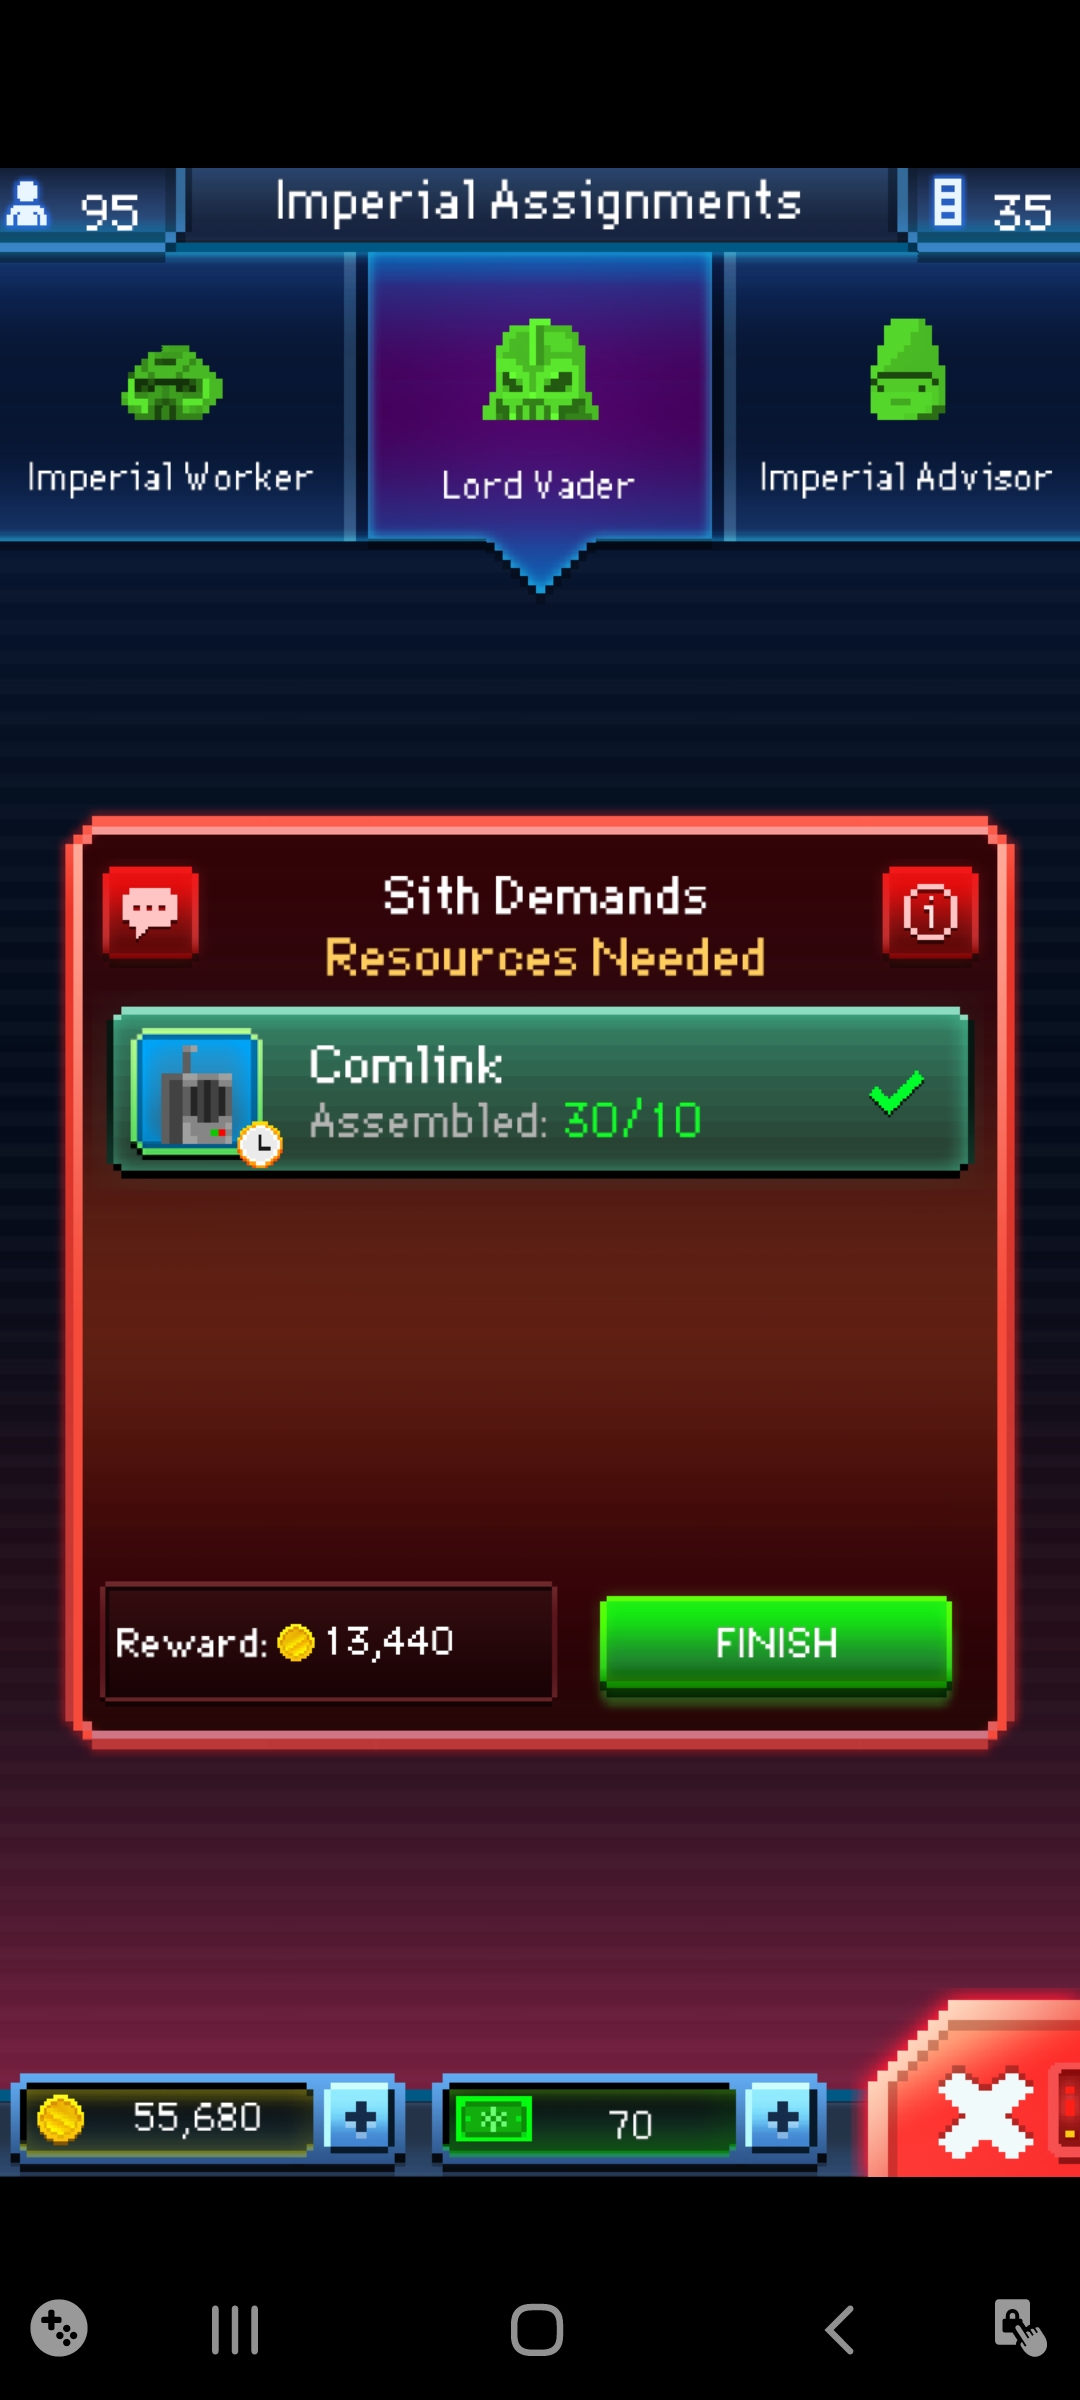 95
Imperial Assignments
35
Imperial Worker
Lord Vader
Imperial Advisor
Sith Demands
Resources Needed
Comlink
Assembled: 30/10
Reward: 13,440
FINISH
55,680
70